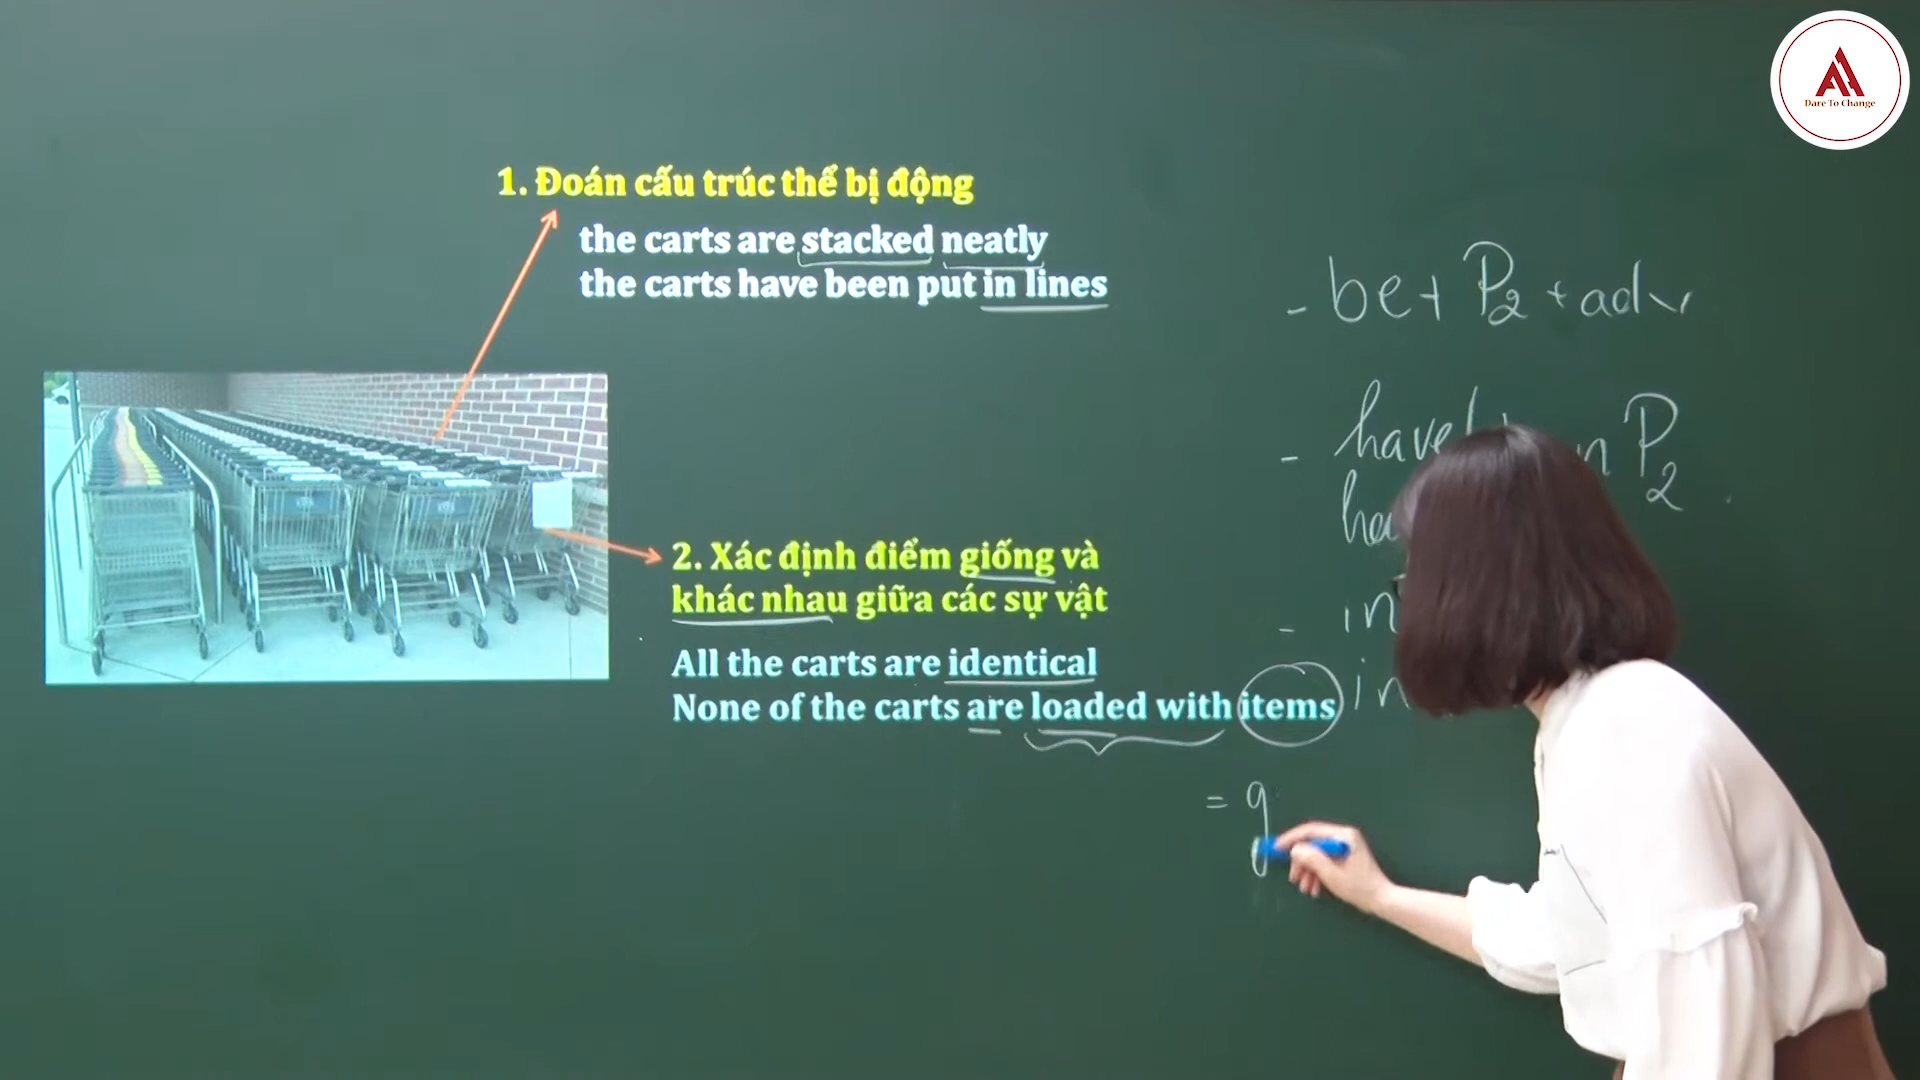 Dare To Change
1. Đoán cấu trúc thể bị động
the carts are stacked neatly
the carts have been put in lines
- be + P2 + adv
- have P2
2. Xác định điểm giống và
khác nhau giữa các sự vật
- in
All the carts are identical
None of the carts are loaded with items
in
= g